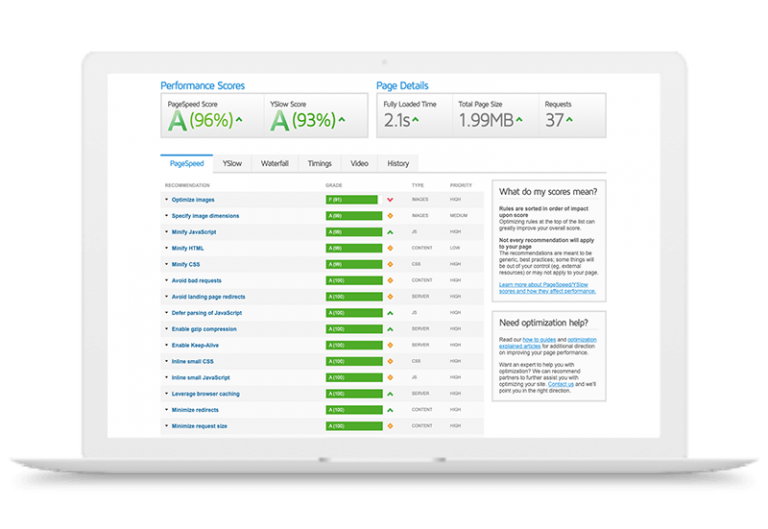 Performance Scores
Page Details
PageSpeed Score
YSlow Score
Fully Loaded Time
Total Page Size
Requests
A (96%)
A (93%)
2.1s
1.99MB
37
PageSpeed YSlow Waterfall Timings Video History
RECOMMENDATION GRADE TYPE PRIORITY
Optimize images F (91) IMAGES HIGH
Specify image dimensions A (99) IMAGES MEDIUM
Minify JavaScript A (99) JS HIGH
Minify HTML A (99) CONTENT LOW
Minify CSS A (99) CSS HIGH
Avoid bad requests A (100) CONTENT HIGH
Avoid landing page redirects A (100) SERVER HIGH
Defer parsing of JavaScript A (100) JS HIGH
Enable gzip compression A (100) SERVER HIGH
Enable Keep-Alive A (100) SERVER HIGH
Inline small CSS A (100) CSS HIGH
Inline small JavaScript A (100) JS HIGH
Leverage browser caching A (100) SERVER HIGH
Minimize redirects A (100) CONTENT HIGH
Minimize request size A (100) CONTENT HIGH
What do my scores mean?
Rules are sorted in order of impact
upon score
Optimizing rules at the top of the list can
greatly improve your overall score.
Not every recommendation will apply
to your page
The recommendations are meant to be
generic, best practices; some things will
be out of your control (eg. external
resources) or may not apply to your page.
Learn more about PageSpeed/YSlow
scores and how they affect performance.
Need optimization help?
Read our how to guides and optimization
explained articles for additional direction
on improving your page performance.
Want an expert to help you with
optimization? We can recommend
partners to further assist you with
optimizing your site. Contact us and we'll
point you in the right direction.